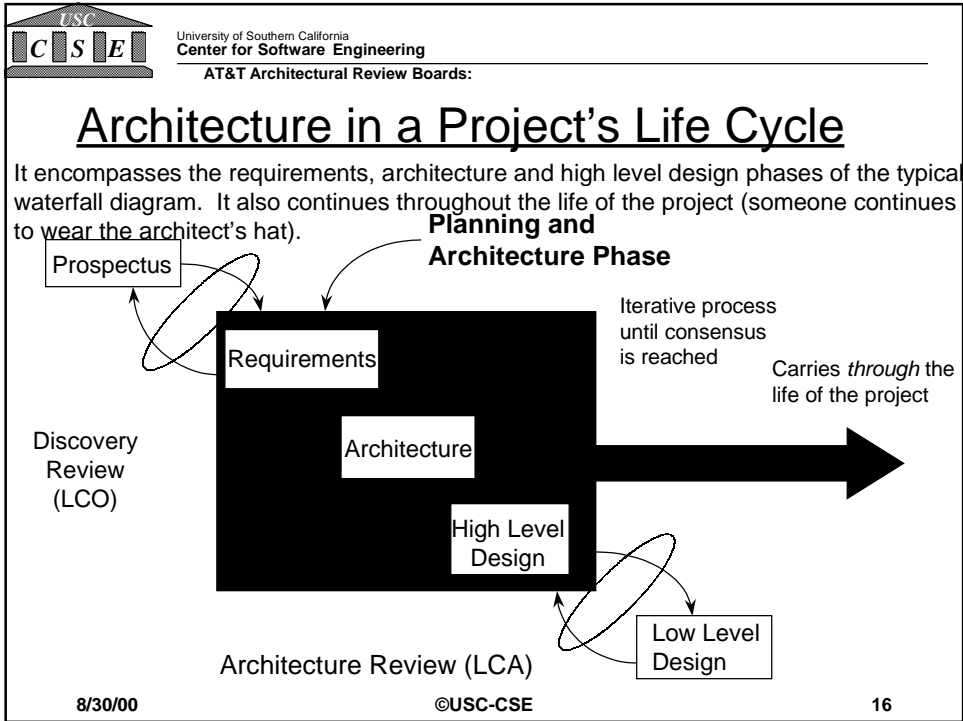 USC
C S E
University of Southern California
Center for Software Engineering
AT&T Architectural Review Boards:
Architecture in a Project's Life Cycle
It encompasses the requirements, architecture and high level design phases of the typical
waterfall diagram. It also continues throughout the life of the project (someone continues
to wear the architect's hat).
Planning and
Architecture Phase
Prospectus
Iterative process
until consensus
is reached
Requirements
Carries through the
life of the project
Discovery
Review
(LCO)
Architecture
High Level
Design
Low Level
Design
Architecture Review (LCA)
8/30/00
©USC-CSE
16